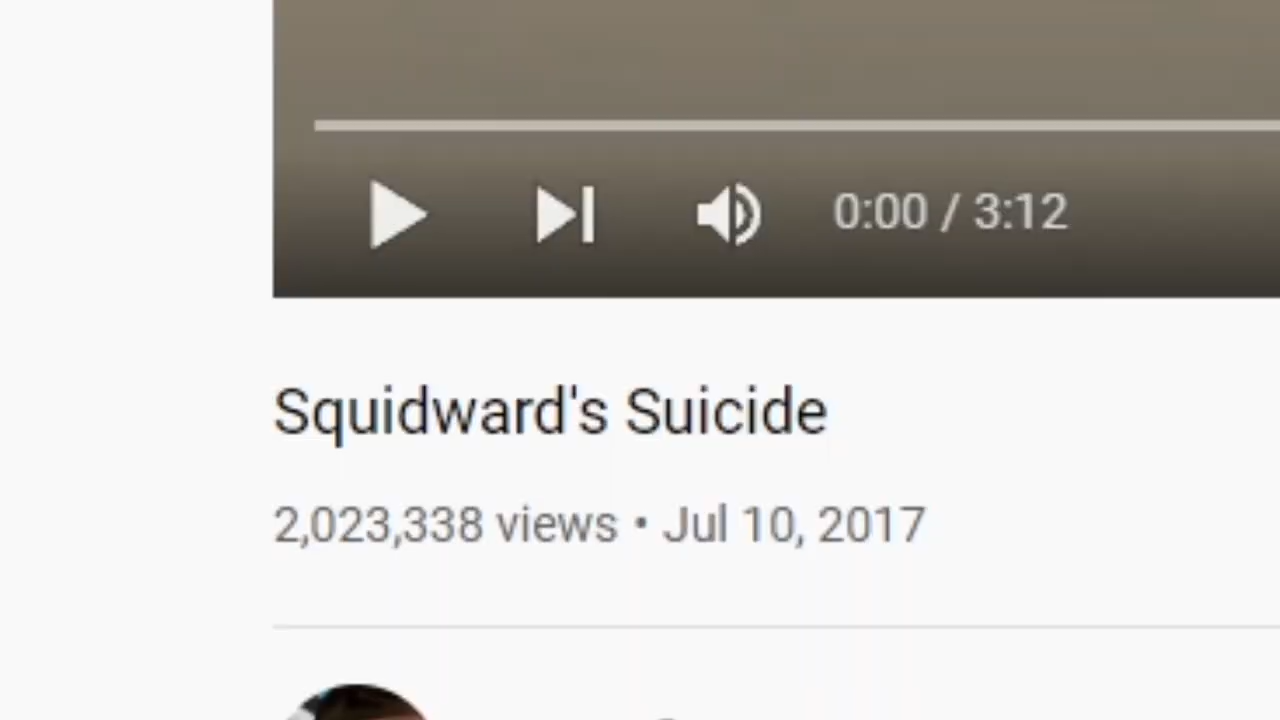 0:00 / 3:12
Squidward's Suicide
2,023,338 views • Jul 10, 2017